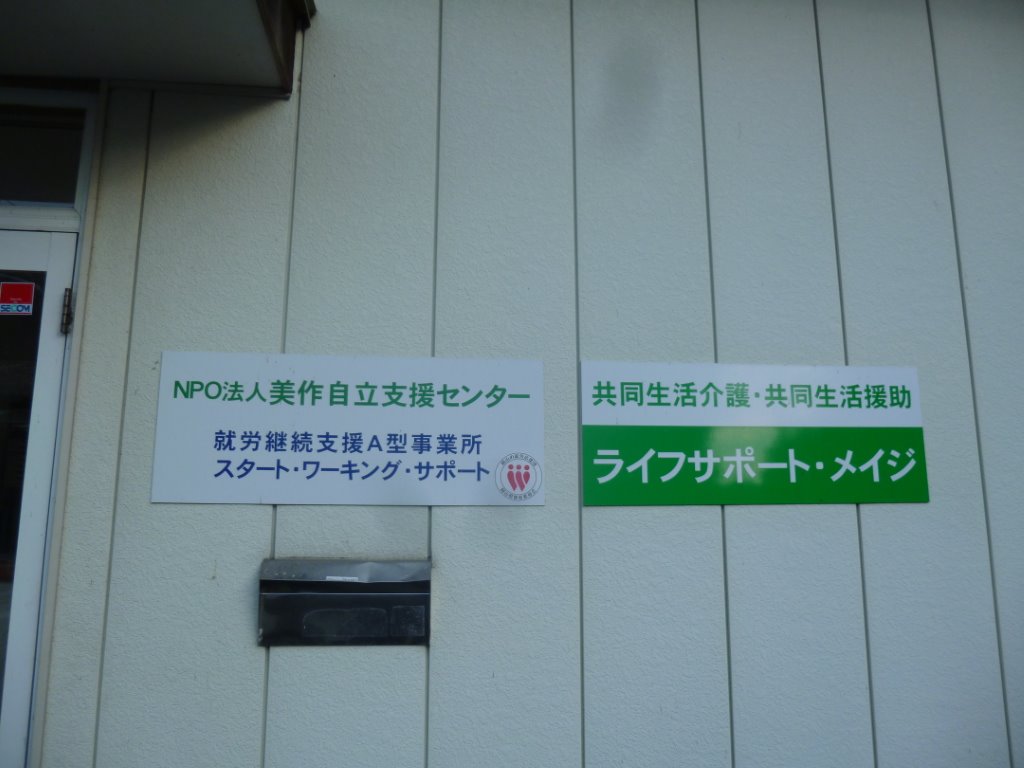 SECOM
NPO法人美作自立支援センター
就労継続支援A型事業所
スタート・ワーキング・サポート
共同生活介護・共同生活援助
ライフサポート・メイジ